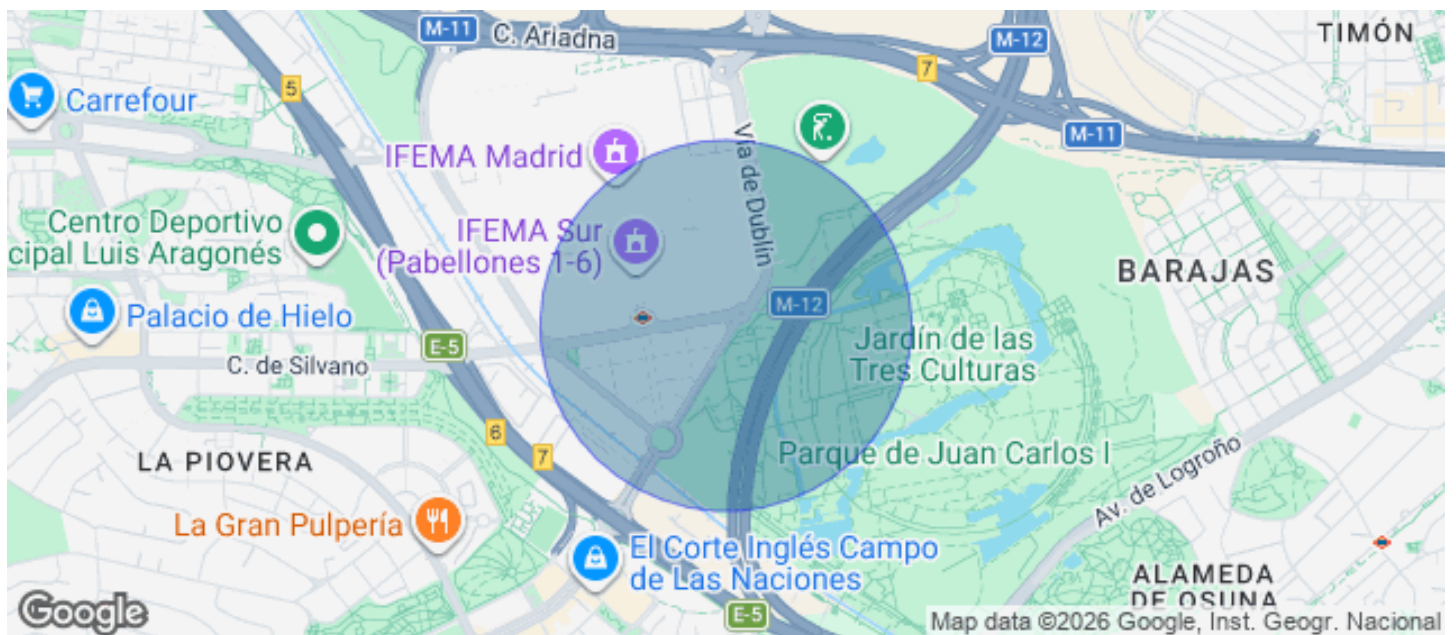 M-11
C. Ariadna
M-12
TIMÓN
5
7
Carrefour
M-11
IFEMA Madrid
Vía de Dublín
Centro Deportivo
cipal Luis Aragonés
IFEMA Sur
(Pabellones 1-6)
BARAJAS
Palacio de Hielo
M-12
E-5
C. de Silvano
Jardín de las
Tres Culturas
6
7
LA PIOVERA
Parque de Juan Carlos I
Av. de Logroño
La Gran Pulpería
El Corte Inglés Campo
de Las Naciones
ALAMEDA
DE OSUNA
Google
E-5
Map data ©2026 Google, Inst. Geogr. Nacional